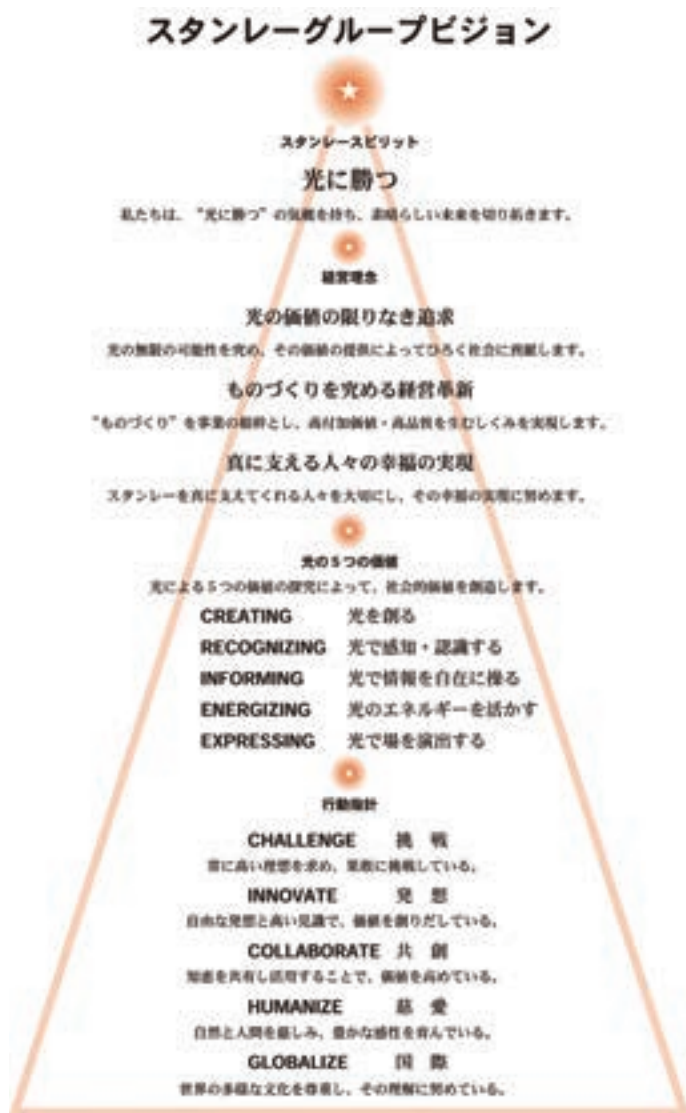 スタンレーグループビジョン
スタンレースピリット
光に勝つ
私たちは、“光に勝つ”の気概を持ち、素晴らしい未来を切り拓きます。
経営理念
光の価値の限りなき追求
光の無限の可能性を究め、その価値の提供によってひろく社会に貢献します。
ものづくりを究める経営革新
“ものづくり”を事業の根幹とし、高付加価値・高品質を生むしくみを実現します。
真に支える人々の幸福の実現
スタンレーを真に支えてくれる人々を大切にし、その幸福の実現に努めます。
光の5つの価値
光による5つの価値の探究によって、社会的価値を創造します。
CREATING 光を創る
RECOGNIZING 光で感知・認識する
INFORMING 光で情報を自在に操る
ENERGIZING 光のエネルギーを活かす
EXPRESSING 光で場を演出する
行動指針
CHALLENGE 挑 戦
常に高い理想を求め、果敢に挑戦している。
INNOVATE 発 想
自由な発想と高い見識で、価値を創りだしている。
COLLABORATE 共 創
知恵を共有し活用することで、価値を高めている。
HUMANIZE 慈 愛
自然と人間を慈しみ、豊かな感性を育んでいる。
GLOBALIZE 国 際
世界の多様な文化を尊重し、その理解に努めている。